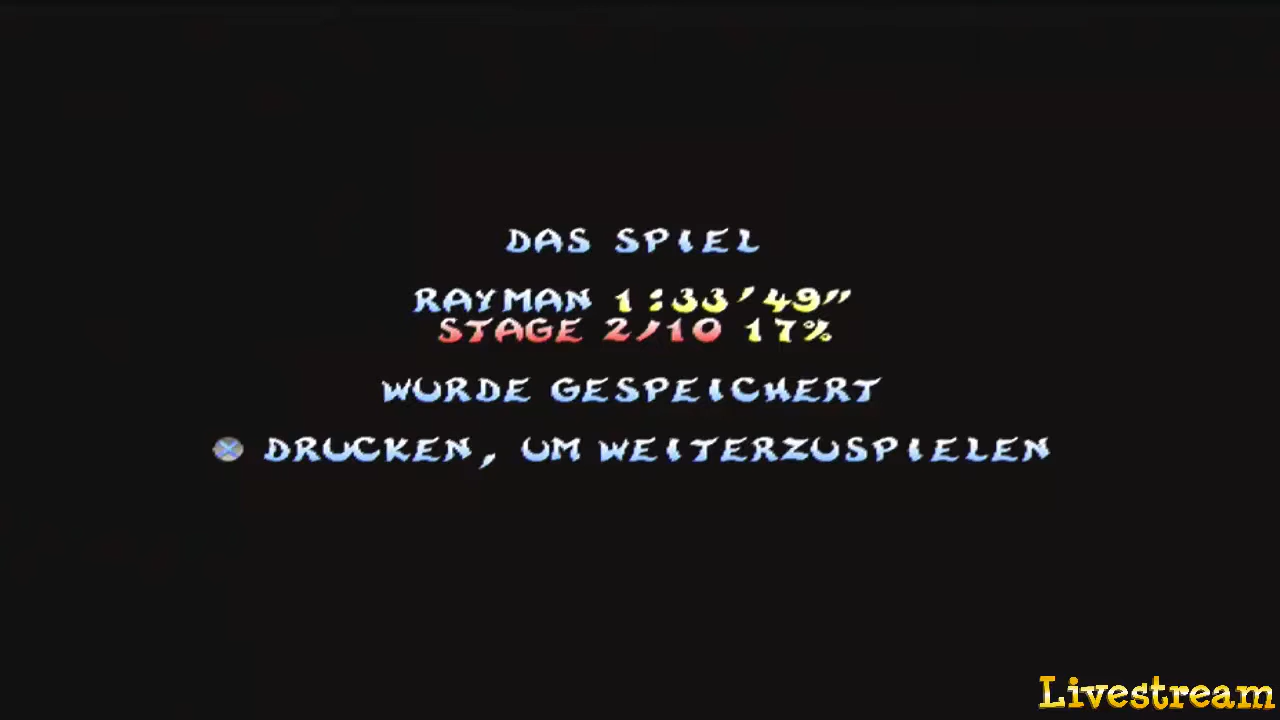 DAS SPIEL
RAYMAN 1:33'49"
STAGE 2/10 17%
WURDE GESPEICHERT
DRUCKEN, UM WEITERZUSPIELEN
Livestream